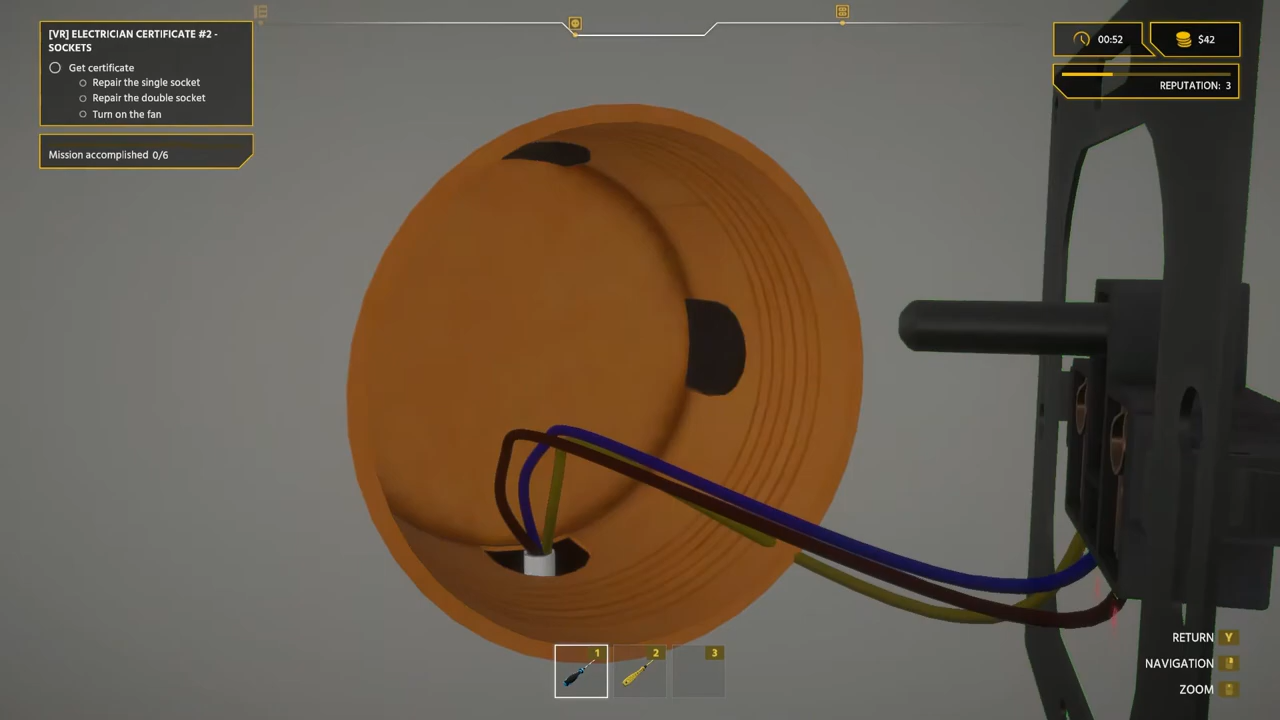 [VR] ELECTRICIAN CERTIFICATE #2 -
SOCKETS
Get certificate
Repair the single socket
Repair the double socket
Turn on the fan
Mission accomplished 0/6
00:52
$42
REPUTATION: 3
1
2
3
RETURN Y
NAVIGATION
ZOOM